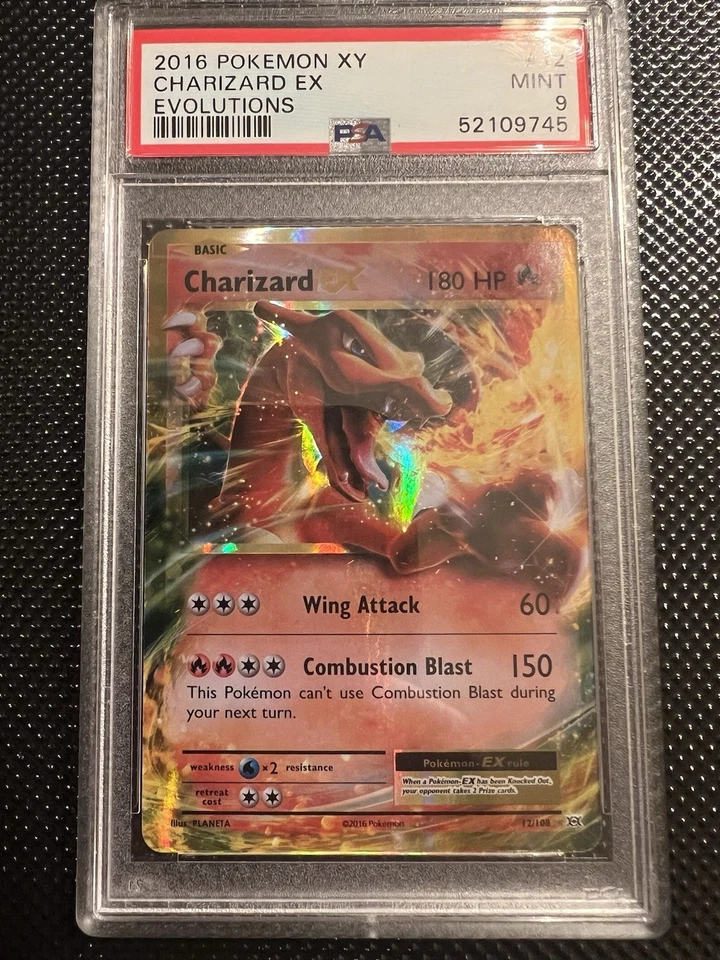 2016 POKEMON XY #12
CHARIZARD EX MINT
EVOLUTIONS 9
PSA 52109745
BASIC
Charizard EX 180 HP
Wing Attack 60
Combustion Blast 150
This Pokémon can't use Combustion Blast during
your next turn.
weakness ×2 resistance
retreat
cost
Pokémon-EX rule
When a Pokémon-EX has been Knocked Out,
your opponent takes 2 Prize cards.
Illus. PLANETA ©2016 Pokémon 12/108